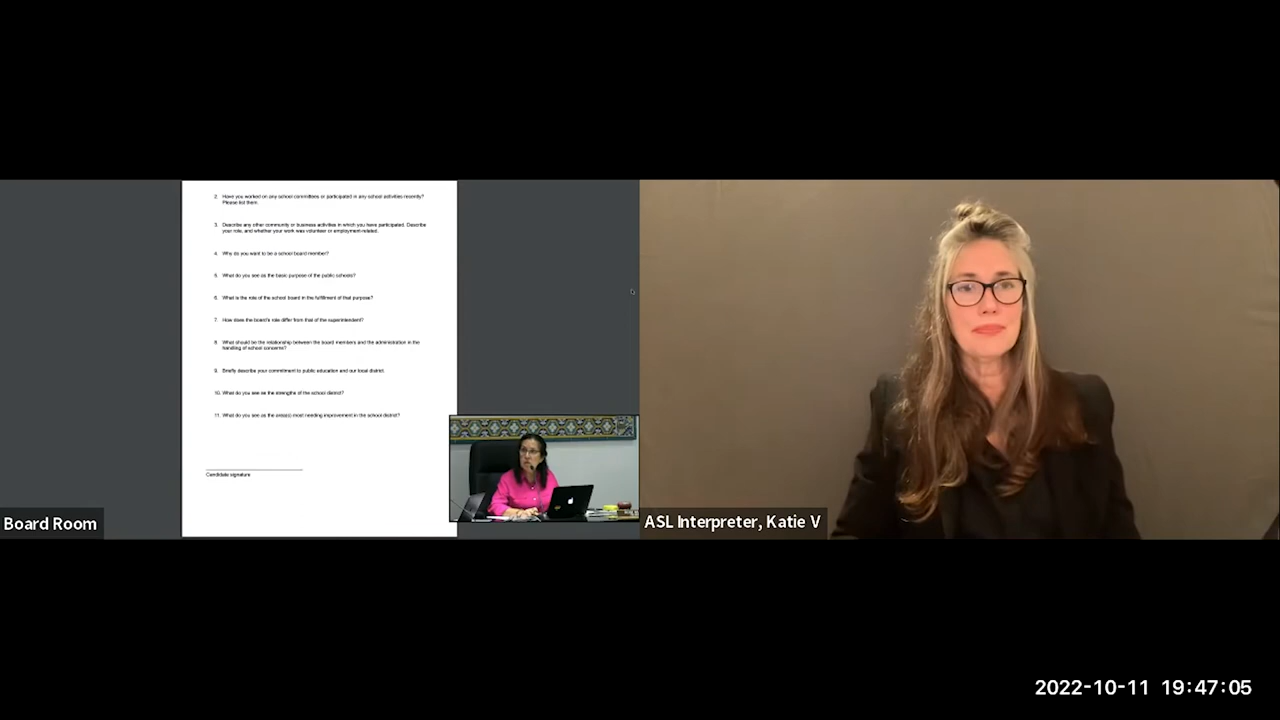 2. Have you worked on any school committees or participated in any school activities recently?
Please list them.
3. Describe any other community or business activities in which you have participated. Describe
your role, and whether your work was volunteer or employment-related.
4. Why do you want to be a school board member?
5. What do you see as the basic purpose of the public schools?
6. What is the role of the school board in the fulfillment of that purpose?
7. How does the board's role differ from that of the superintendent?
8. What should be the relationship between the board members and the administration in the
handling of school concerns?
9. Briefly describe your commitment to public education and our local district.
10. What do you see as the strengths of the school district?
11. What do you see as the area(s) most needing improvement in the school district?
Candidate signature
Board Room
ASL Interpreter, Katie V
2022-10-11 19:47:05